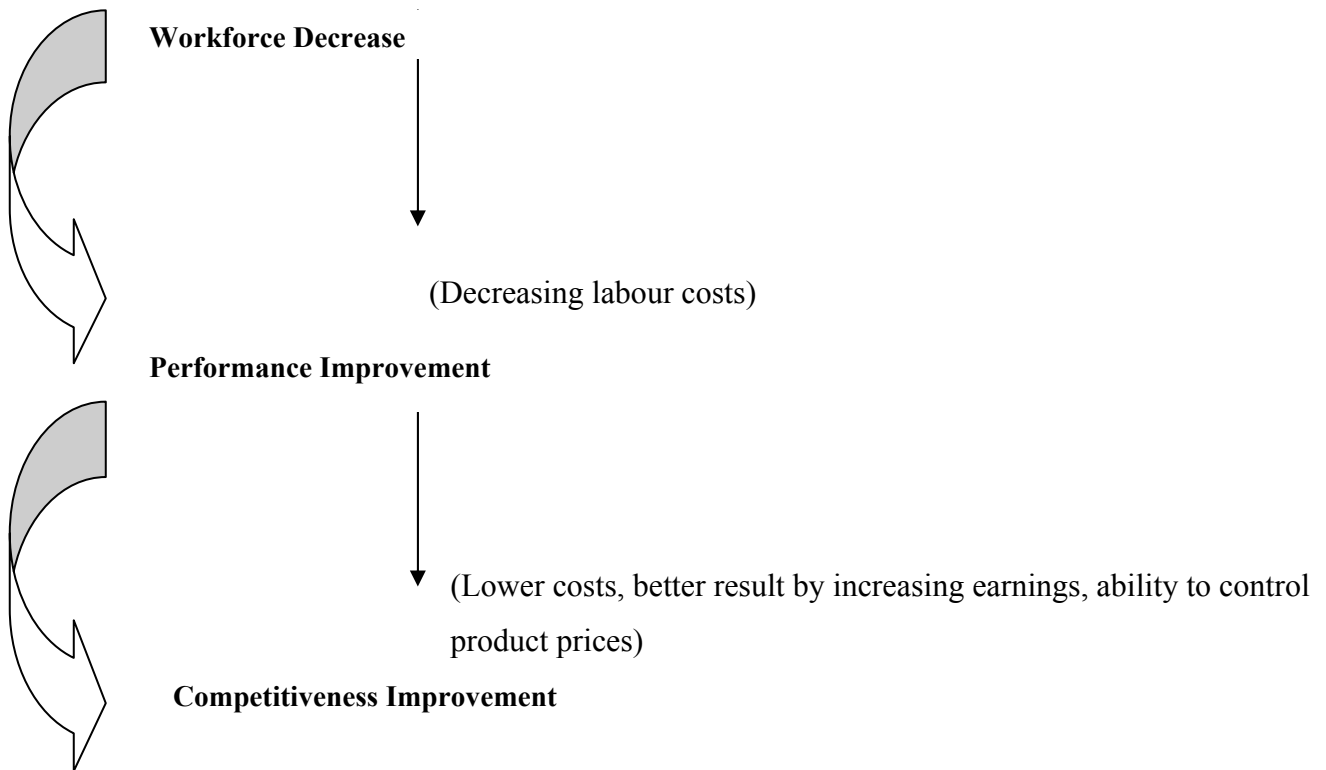 Workforce Decrease
(Decreasing labour costs)
Performance Improvement
(Lower costs, better result by increasing earnings, ability to control
product prices)
Competitiveness Improvement